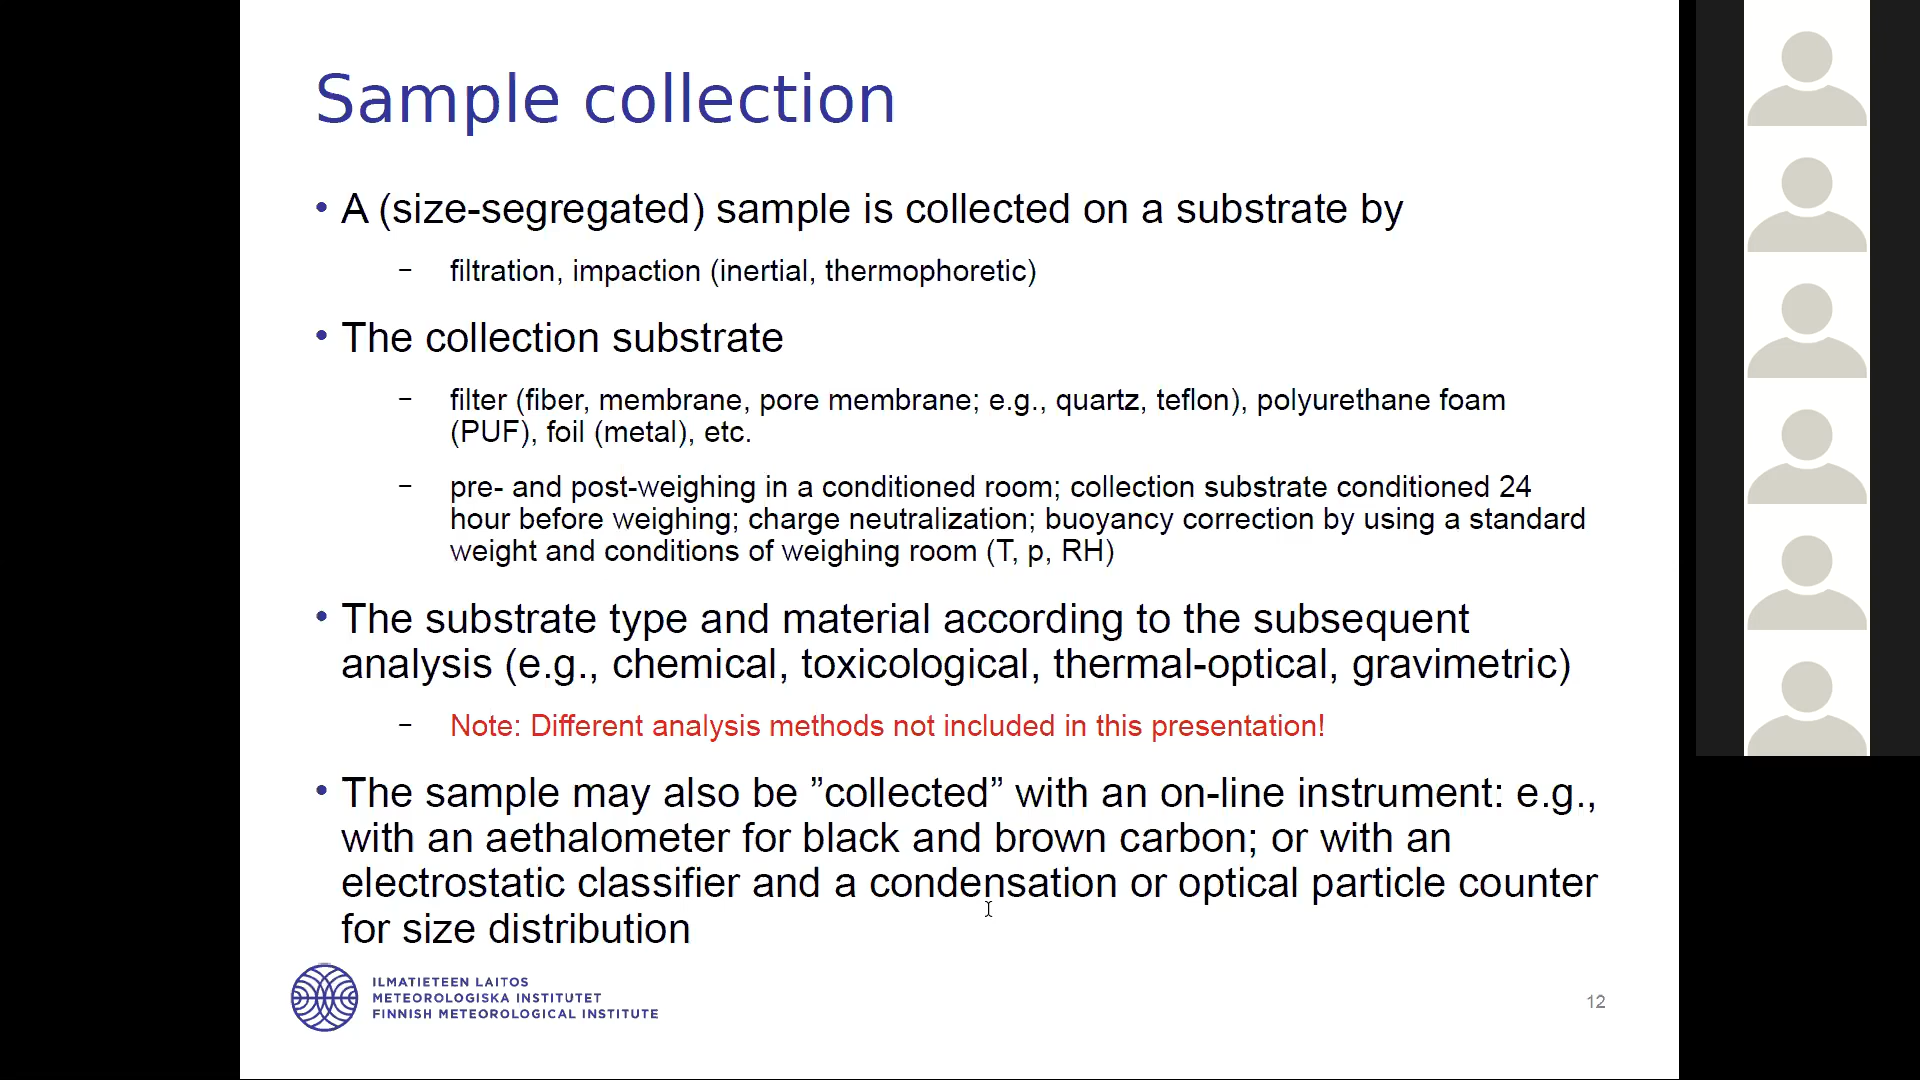 Sample collection
• A (size-segregated) sample is collected on a substrate by
– filtration, impaction (inertial, thermophoretic)
• The collection substrate
– filter (fiber, membrane, pore membrane; e.g., quartz, teflon), polyurethane foam
(PUF), foil (metal), etc.
– pre- and post-weighing in a conditioned room; collection substrate conditioned 24
hour before weighing; charge neutralization; buoyancy correction by using a standard
weight and conditions of weighing room (T, p, RH)
• The substrate type and material according to the subsequent
analysis (e.g., chemical, toxicological, thermal-optical, gravimetric)
– Note: Different analysis methods not included in this presentation!
• The sample may also be ”collected” with an on-line instrument: e.g.,
with an aethalometer for black and brown carbon; or with an
electrostatic classifier and a condensation or optical particle counter
for size distribution
ILMATIETEEN LAITOS
METEOROLOGISKA INSTITUTET
FINNISH METEOROLOGICAL INSTITUTE
12